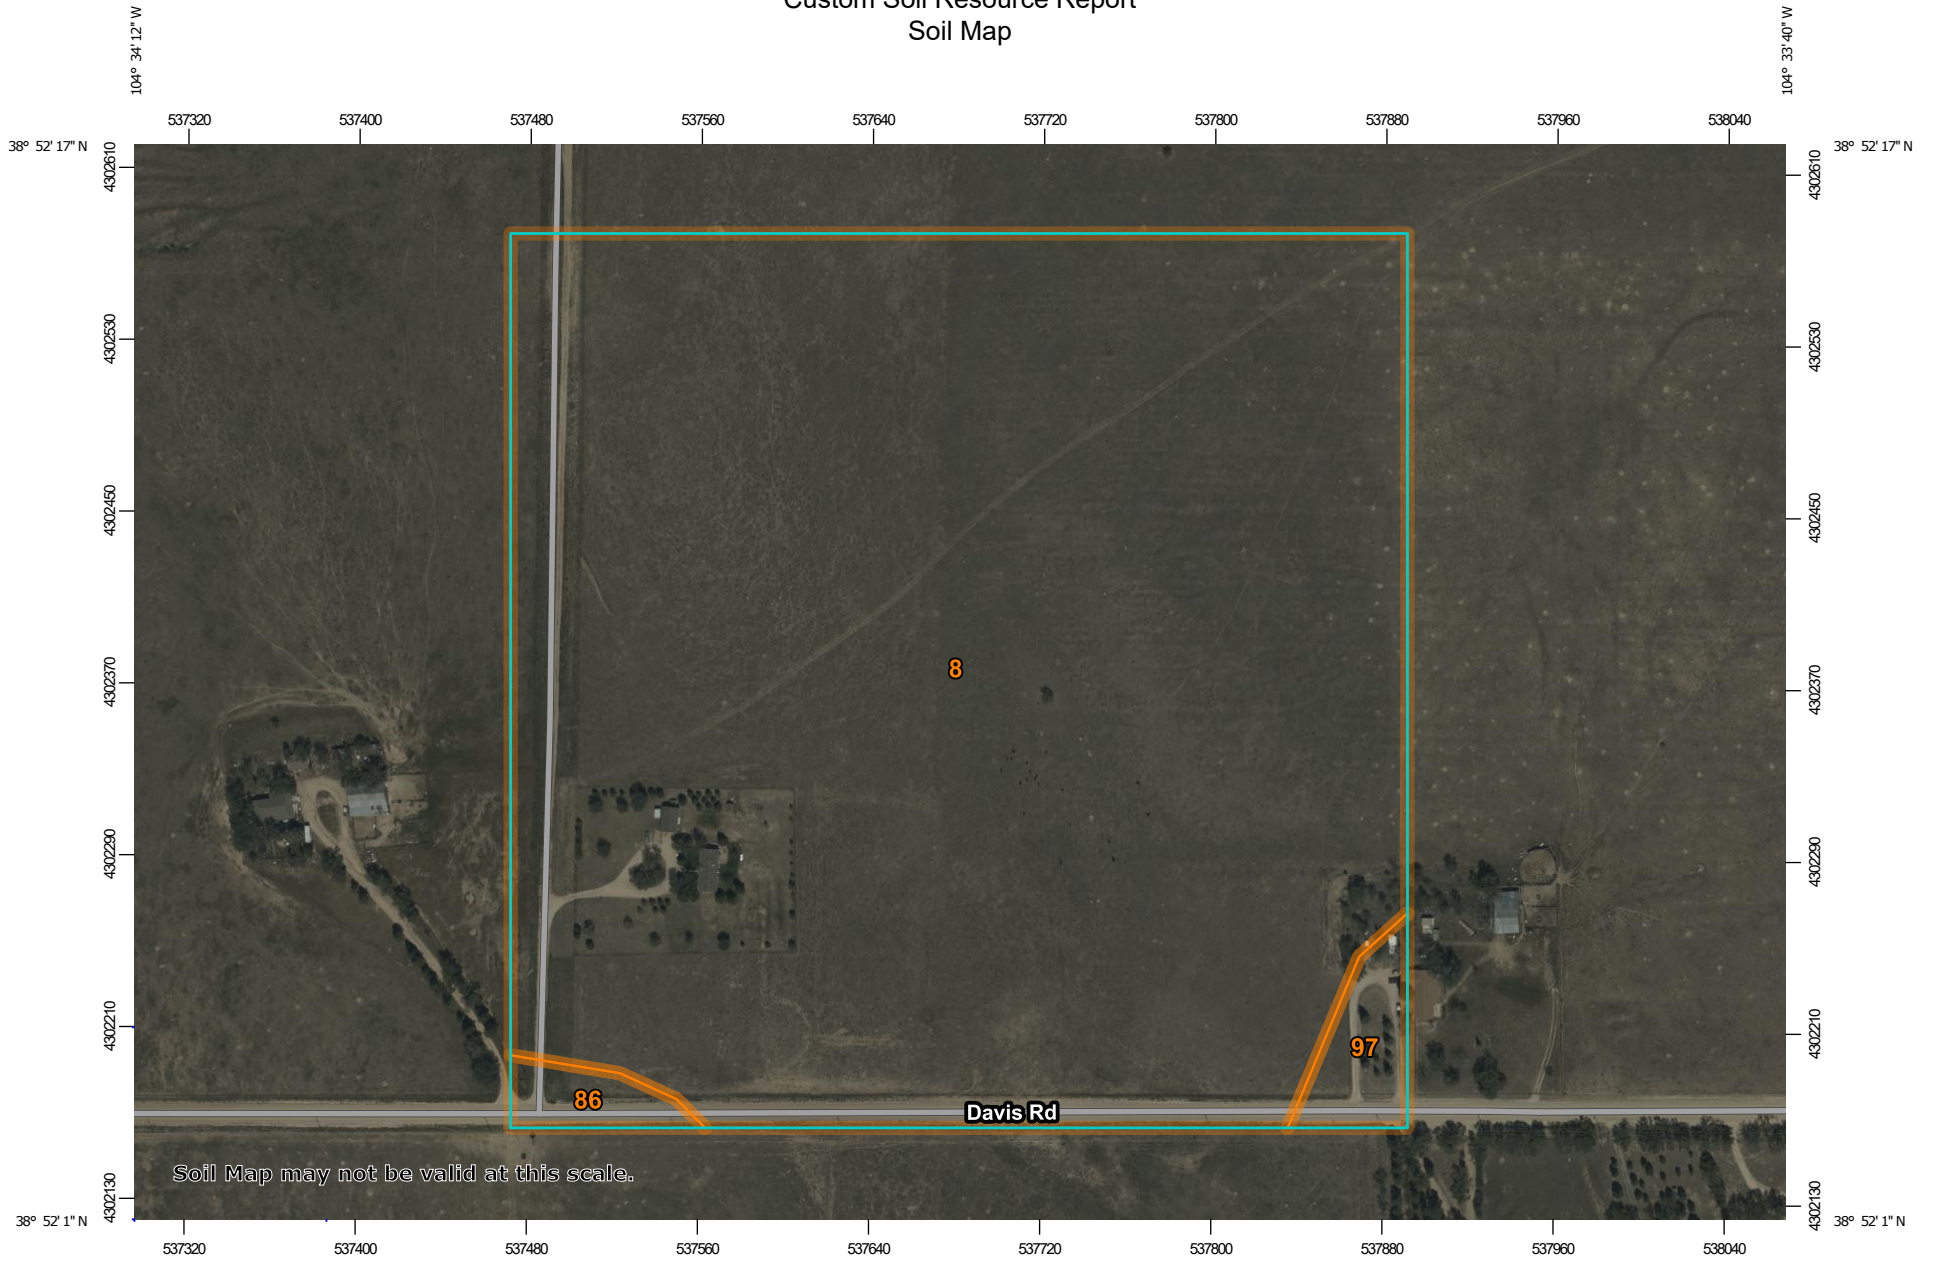 Custom Soil Resource Report
Soil Map
104° 34' 12" W
104° 33' 40" W
537320 537400 537480 537560 537640 537720 537800 537880 537960 538040
38° 52' 17" N
38° 52' 17" N
4302610
4302610
4302530
4302530
4302450
4302450
8
4302370
4302370
4302290
4302290
4302210
4302210
97
86
Davis Rd
Soil Map may not be valid at this scale.
4302130
4302130
38° 52' 1" N
38° 52' 1" N
537320 537400 537480 537560 537640 537720 537800 537880 537960 538040